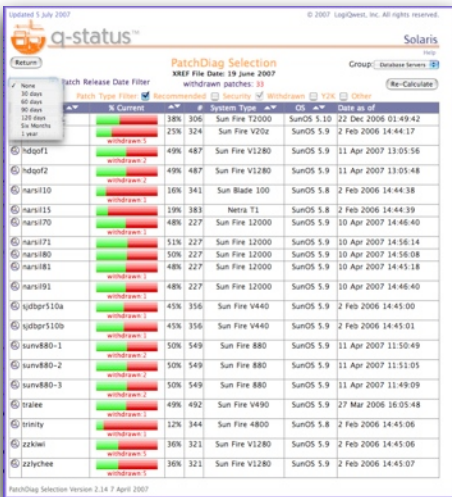 Updated 5 July 2007 © 2007 LogiQwest, Inc. All rights reserved.
q-status™ Solaris
Help
Return PatchDiag Selection Group: Database Servers
XREF File Date: 19 June 2007
✓ None Patch Release Date Filter withdrawn patches: 33 Re-Calculate
30 days
60 days
90 days
120 days
Six Months
1 year
Patch Type Filter: Recommended Security Withdrawn Y2K Other
% Current # System Type OS Date as of
38% 306 Sun Fire T2000 SunOS 5.10 22 Dec 2006 01:49:42
25% 324 Sun Fire V20z SunOS 5.9 2 Feb 2006 14:44:17
withdrawn:5
hdqof1 49% 487 Sun Fire V1280 SunOS 5.9 11 Apr 2007 13:05:56
withdrawn:2
hdqof2 49% 487 Sun Fire V1280 SunOS 5.9 11 Apr 2007 13:05:48
withdrawn:2
narsil10 16% 341 Sun Blade 100 SunOS 5.8 2 Feb 2006 14:44:38
withdrawn:1
narsil15 19% 383 Netra T1 SunOS 5.8 2 Feb 2006 14:44:39
narsil70 48% 227 Sun Fire 12000 SunOS 5.9 10 Apr 2007 14:46:40
withdrawn:1
narsil71 51% 227 Sun Fire 12000 SunOS 5.9 10 Apr 2007 14:56:14
narsil80 50% 227 Sun Fire 12000 SunOS 5.9 10 Apr 2007 14:56:08
narsil81 48% 227 Sun Fire 12000 SunOS 5.9 10 Apr 2007 14:45:18
withdrawn:1
narsil91 48% 227 Sun Fire 12000 SunOS 5.9 10 Apr 2007 14:46:40
withdrawn:1
sjdbpr510a 45% 356 Sun Fire V440 SunOS 5.9 2 Feb 2006 14:45:00
withdrawn:1
sjdbpr510b 45% 356 Sun Fire V440 SunOS 5.9 2 Feb 2006 14:45:01
withdrawn:1
sunv880-1 50% 549 Sun Fire 880 SunOS 5.9 11 Apr 2007 11:50:49
withdrawn:2
sunv880-2 50% 549 Sun Fire 880 SunOS 5.9 11 Apr 2007 11:51:05
withdrawn:2
sunv880-3 50% 549 Sun Fire 880 SunOS 5.9 11 Apr 2007 11:49:09
withdrawn:2
tralee 49% 492 Sun Fire V490 SunOS 5.9 27 Mar 2006 16:05:48
withdrawn:1
trinity 12% 344 Sun Fire 4800 SunOS 5.8 2 Feb 2006 14:45:06
withdrawn:1
zzkiwi 36% 321 Sun Fire V1280 SunOS 5.9 2 Feb 2006 14:45:06
withdrawn:5
zzlychee 36% 321 Sun Fire V1280 SunOS 5.9 2 Feb 2006 14:45:07
withdrawn:5
PatchDiag Selection Version 2.14 7 April 2007